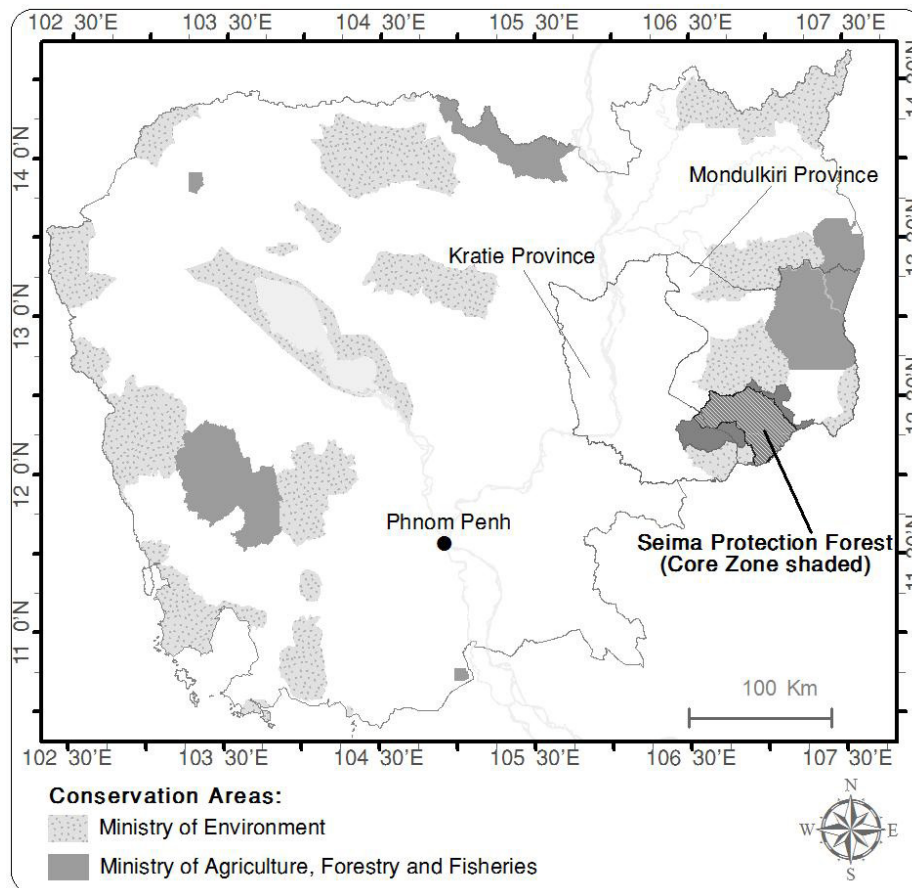 102 30'E 103 30'E 104 30'E 105 30'E 106 30'E 107 30'E
14 0'N
Mondulkiri Province
Kratie Province
13 0'N
12 0'N
Phnom Penh
Seima Protection Forest
(Core Zone shaded)
11 0'N
100 Km
102 30'E 103 30'E 104 30'E 105 30'E 106 30'E 107 30'E
Conservation Areas:
Ministry of Environment
Ministry of Agriculture, Forestry and Fisheries
N
W E
S